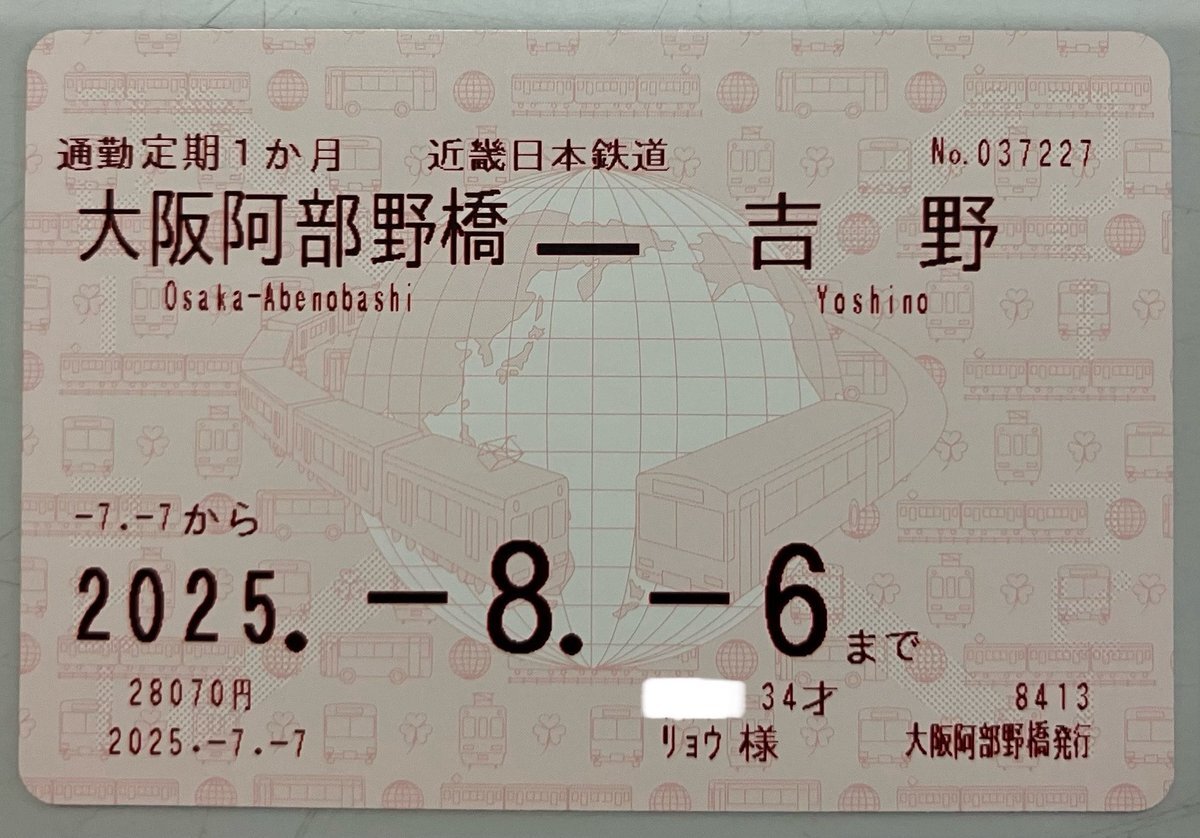 通勤定期1か月 近畿日本鉄道 No.037227
大阪阿部野橋 ― 吉野
Osaka-Abenobashi Yoshino
-7.-7から
2025.-8.-6まで
28070円 34才 8413
2025.-7.-7 リョウ 様 大阪阿部野橋発行